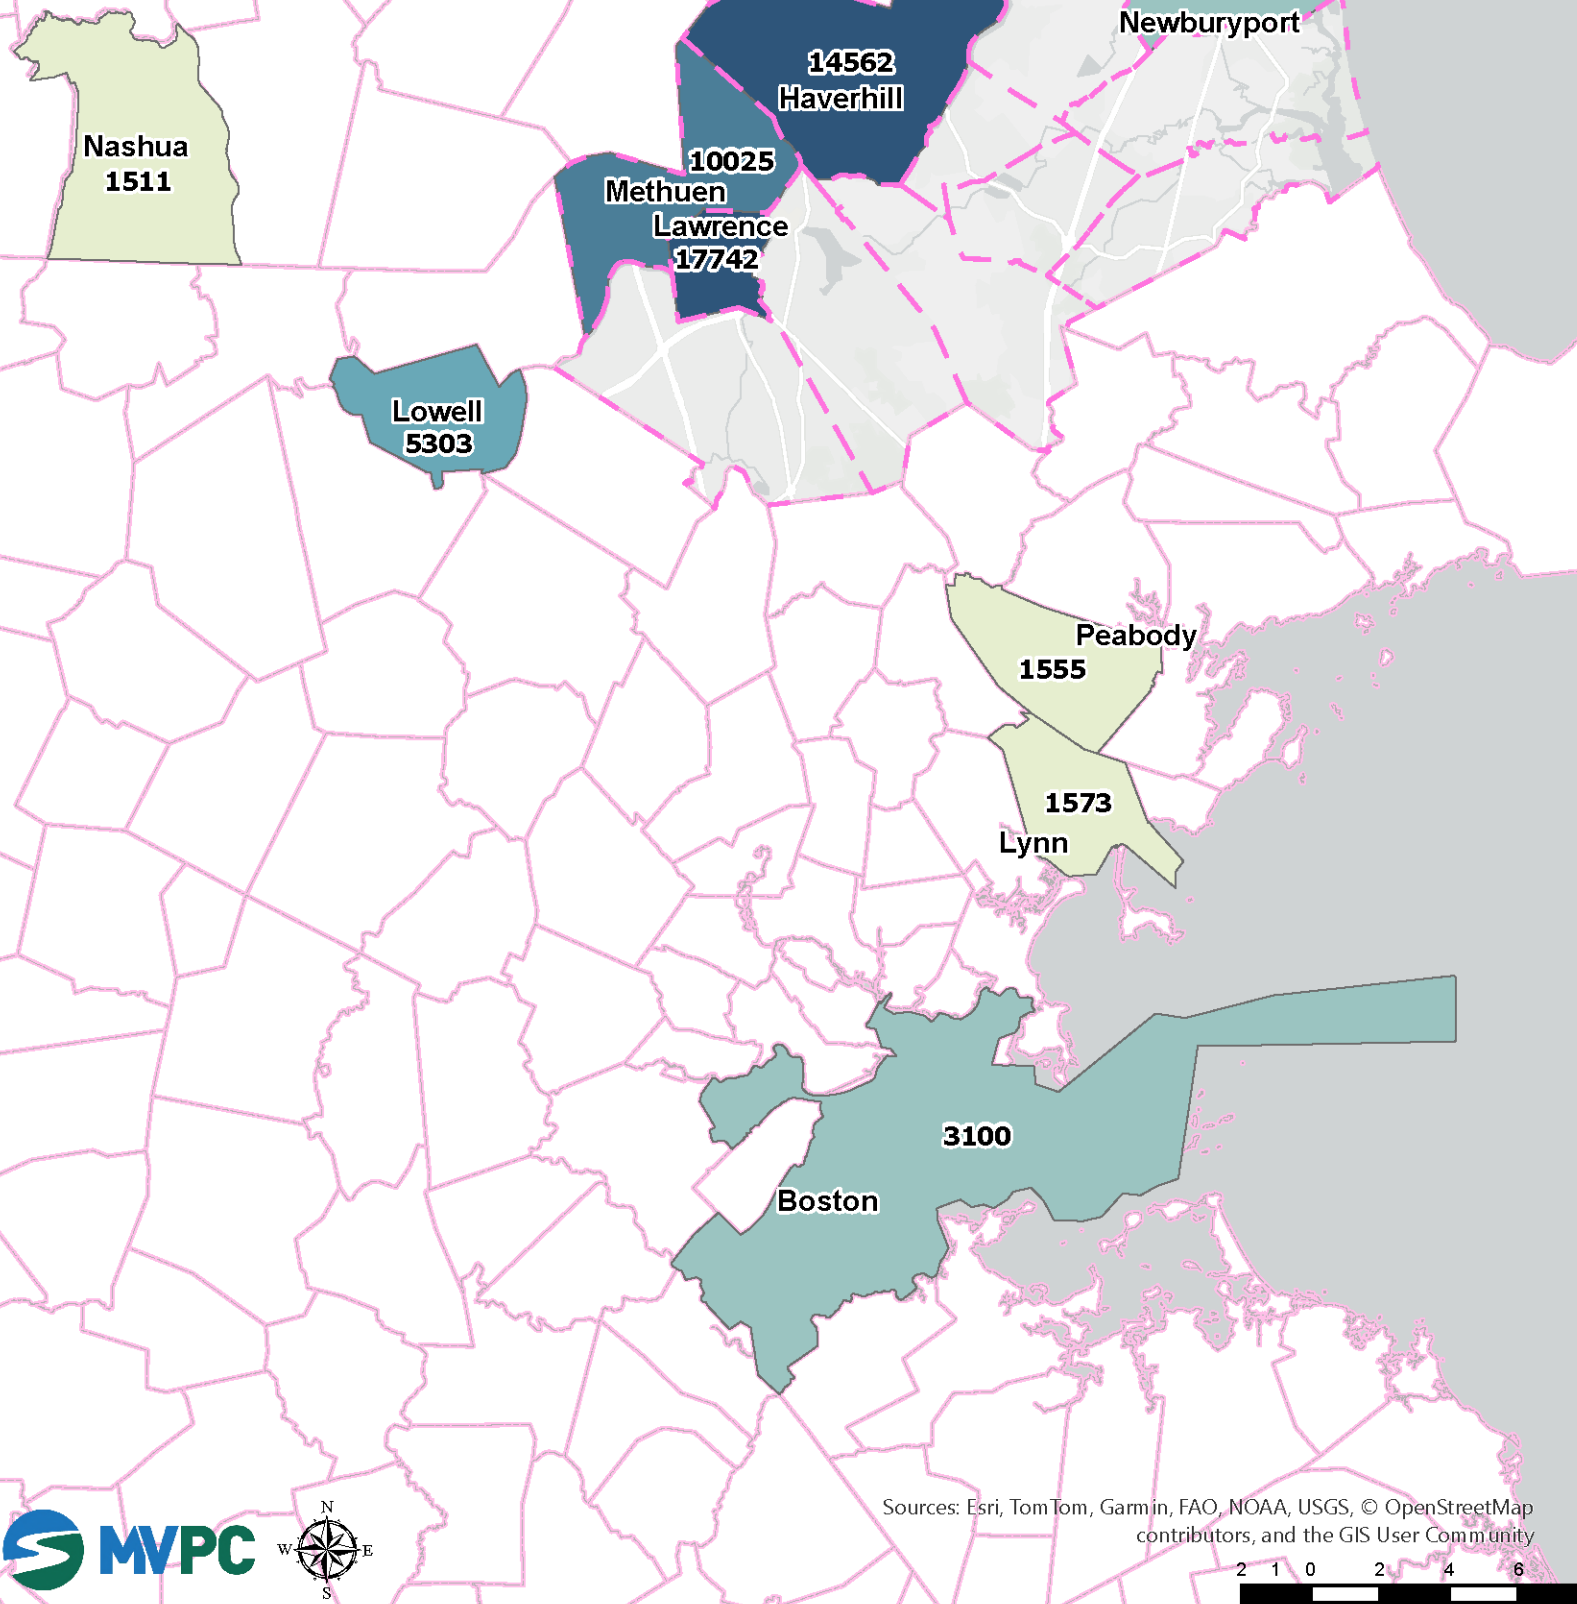 Newburyport
14562
Haverhill
Nashua
1511
10025
Methuen
Lawrence
17742
Lowell
5303
Peabody
1555
1573
Lynn
3100
Boston
Sources: Esri, TomTom, Garmin, FAO, NOAA, USGS, © OpenStreetMap
contributors, and the GIS User Community
MVPC
N
W E
S
2 1 0 2 4 6